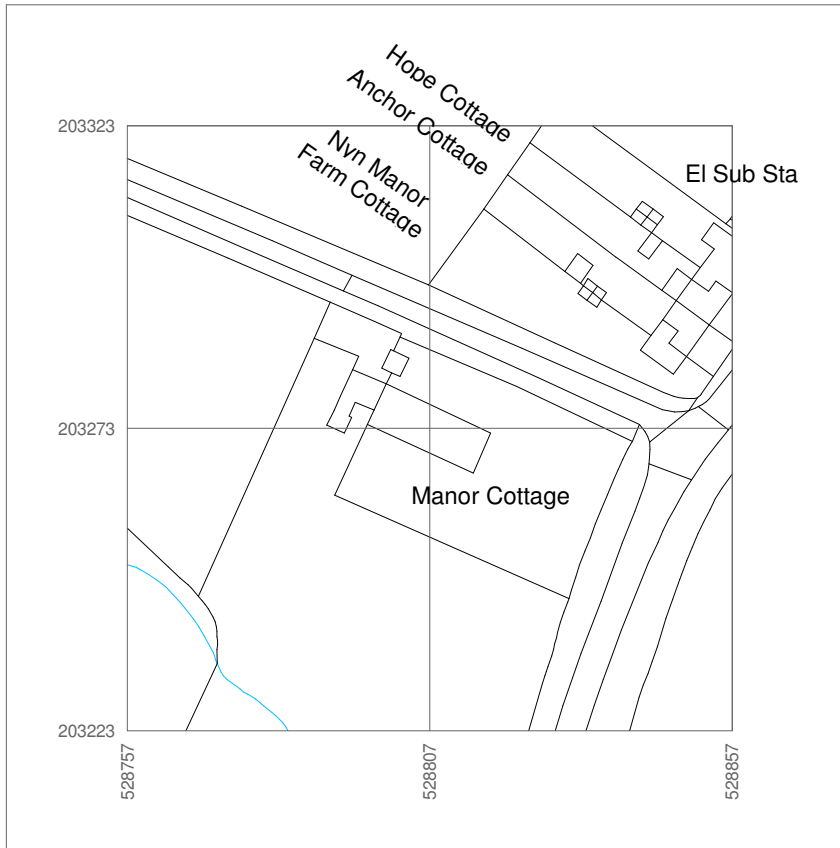 Hope Cottage
Anchor Cottage
Nyn Manor
Farm Cottage
El Sub Sta
Manor Cottage
203323
203273
203223
528757
528807
528857